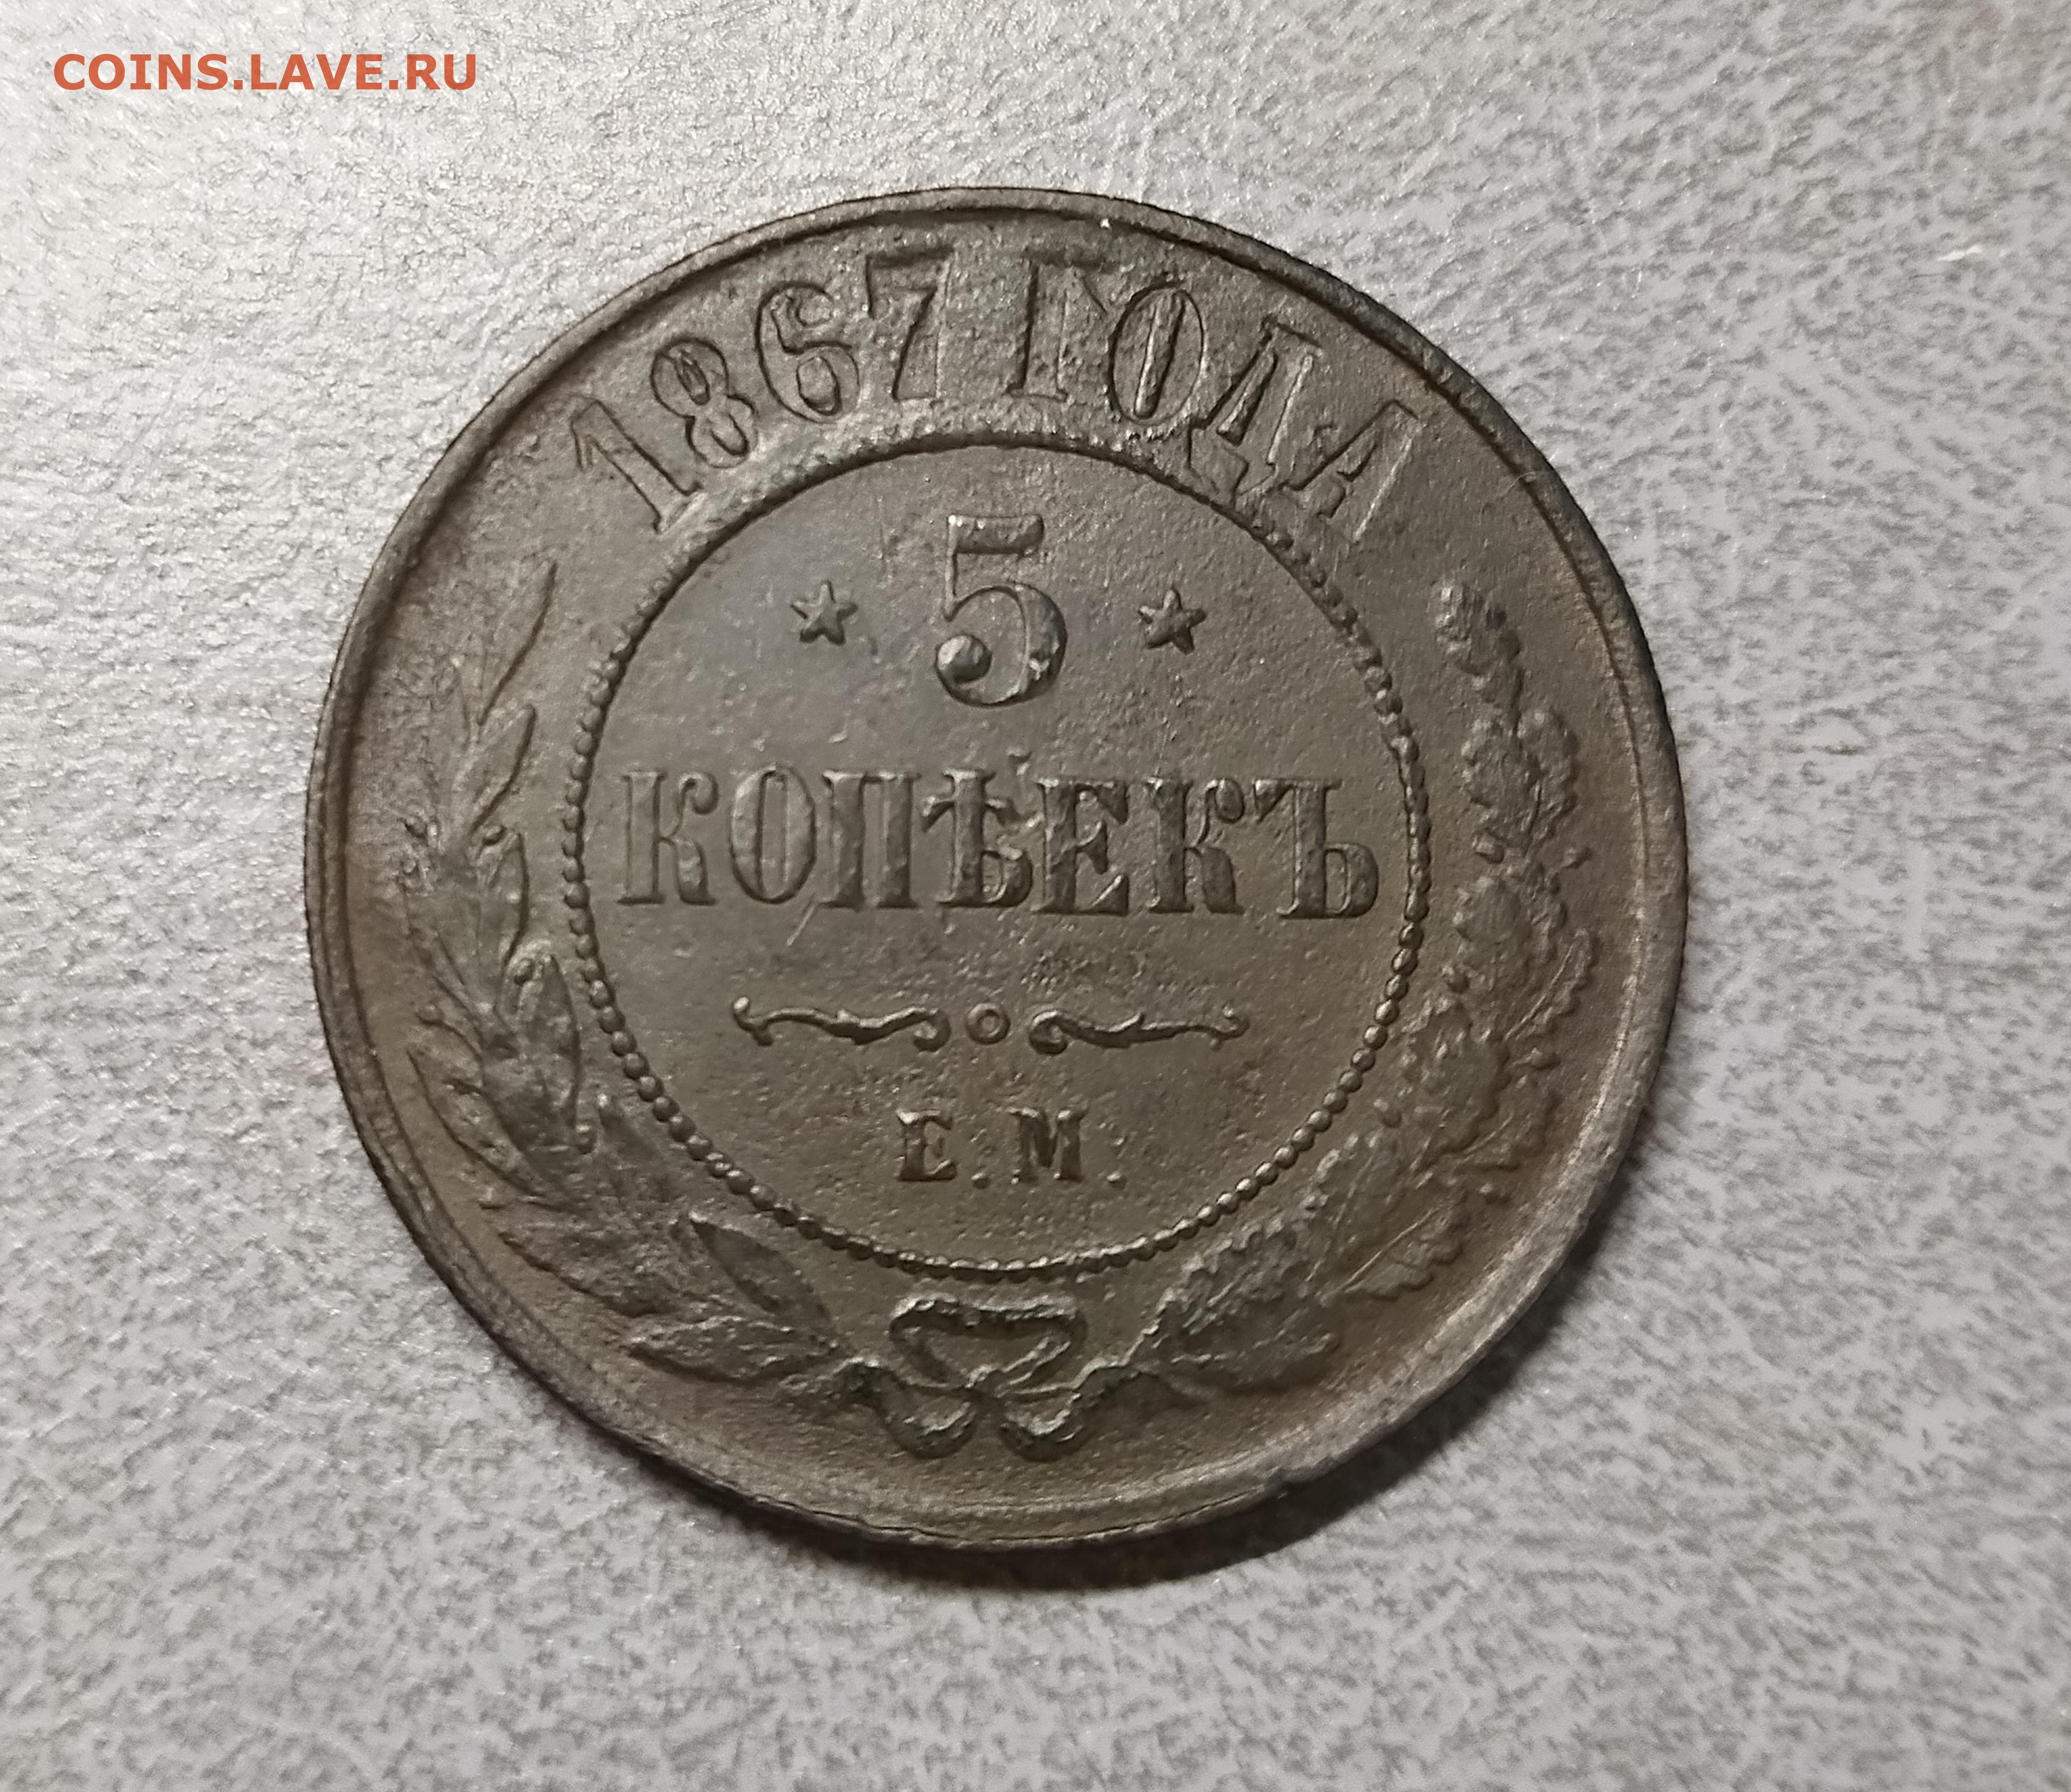 COINS.LAVE.RU
1867 ГОДА
5
КОПѢЕКЪ
Е.М.